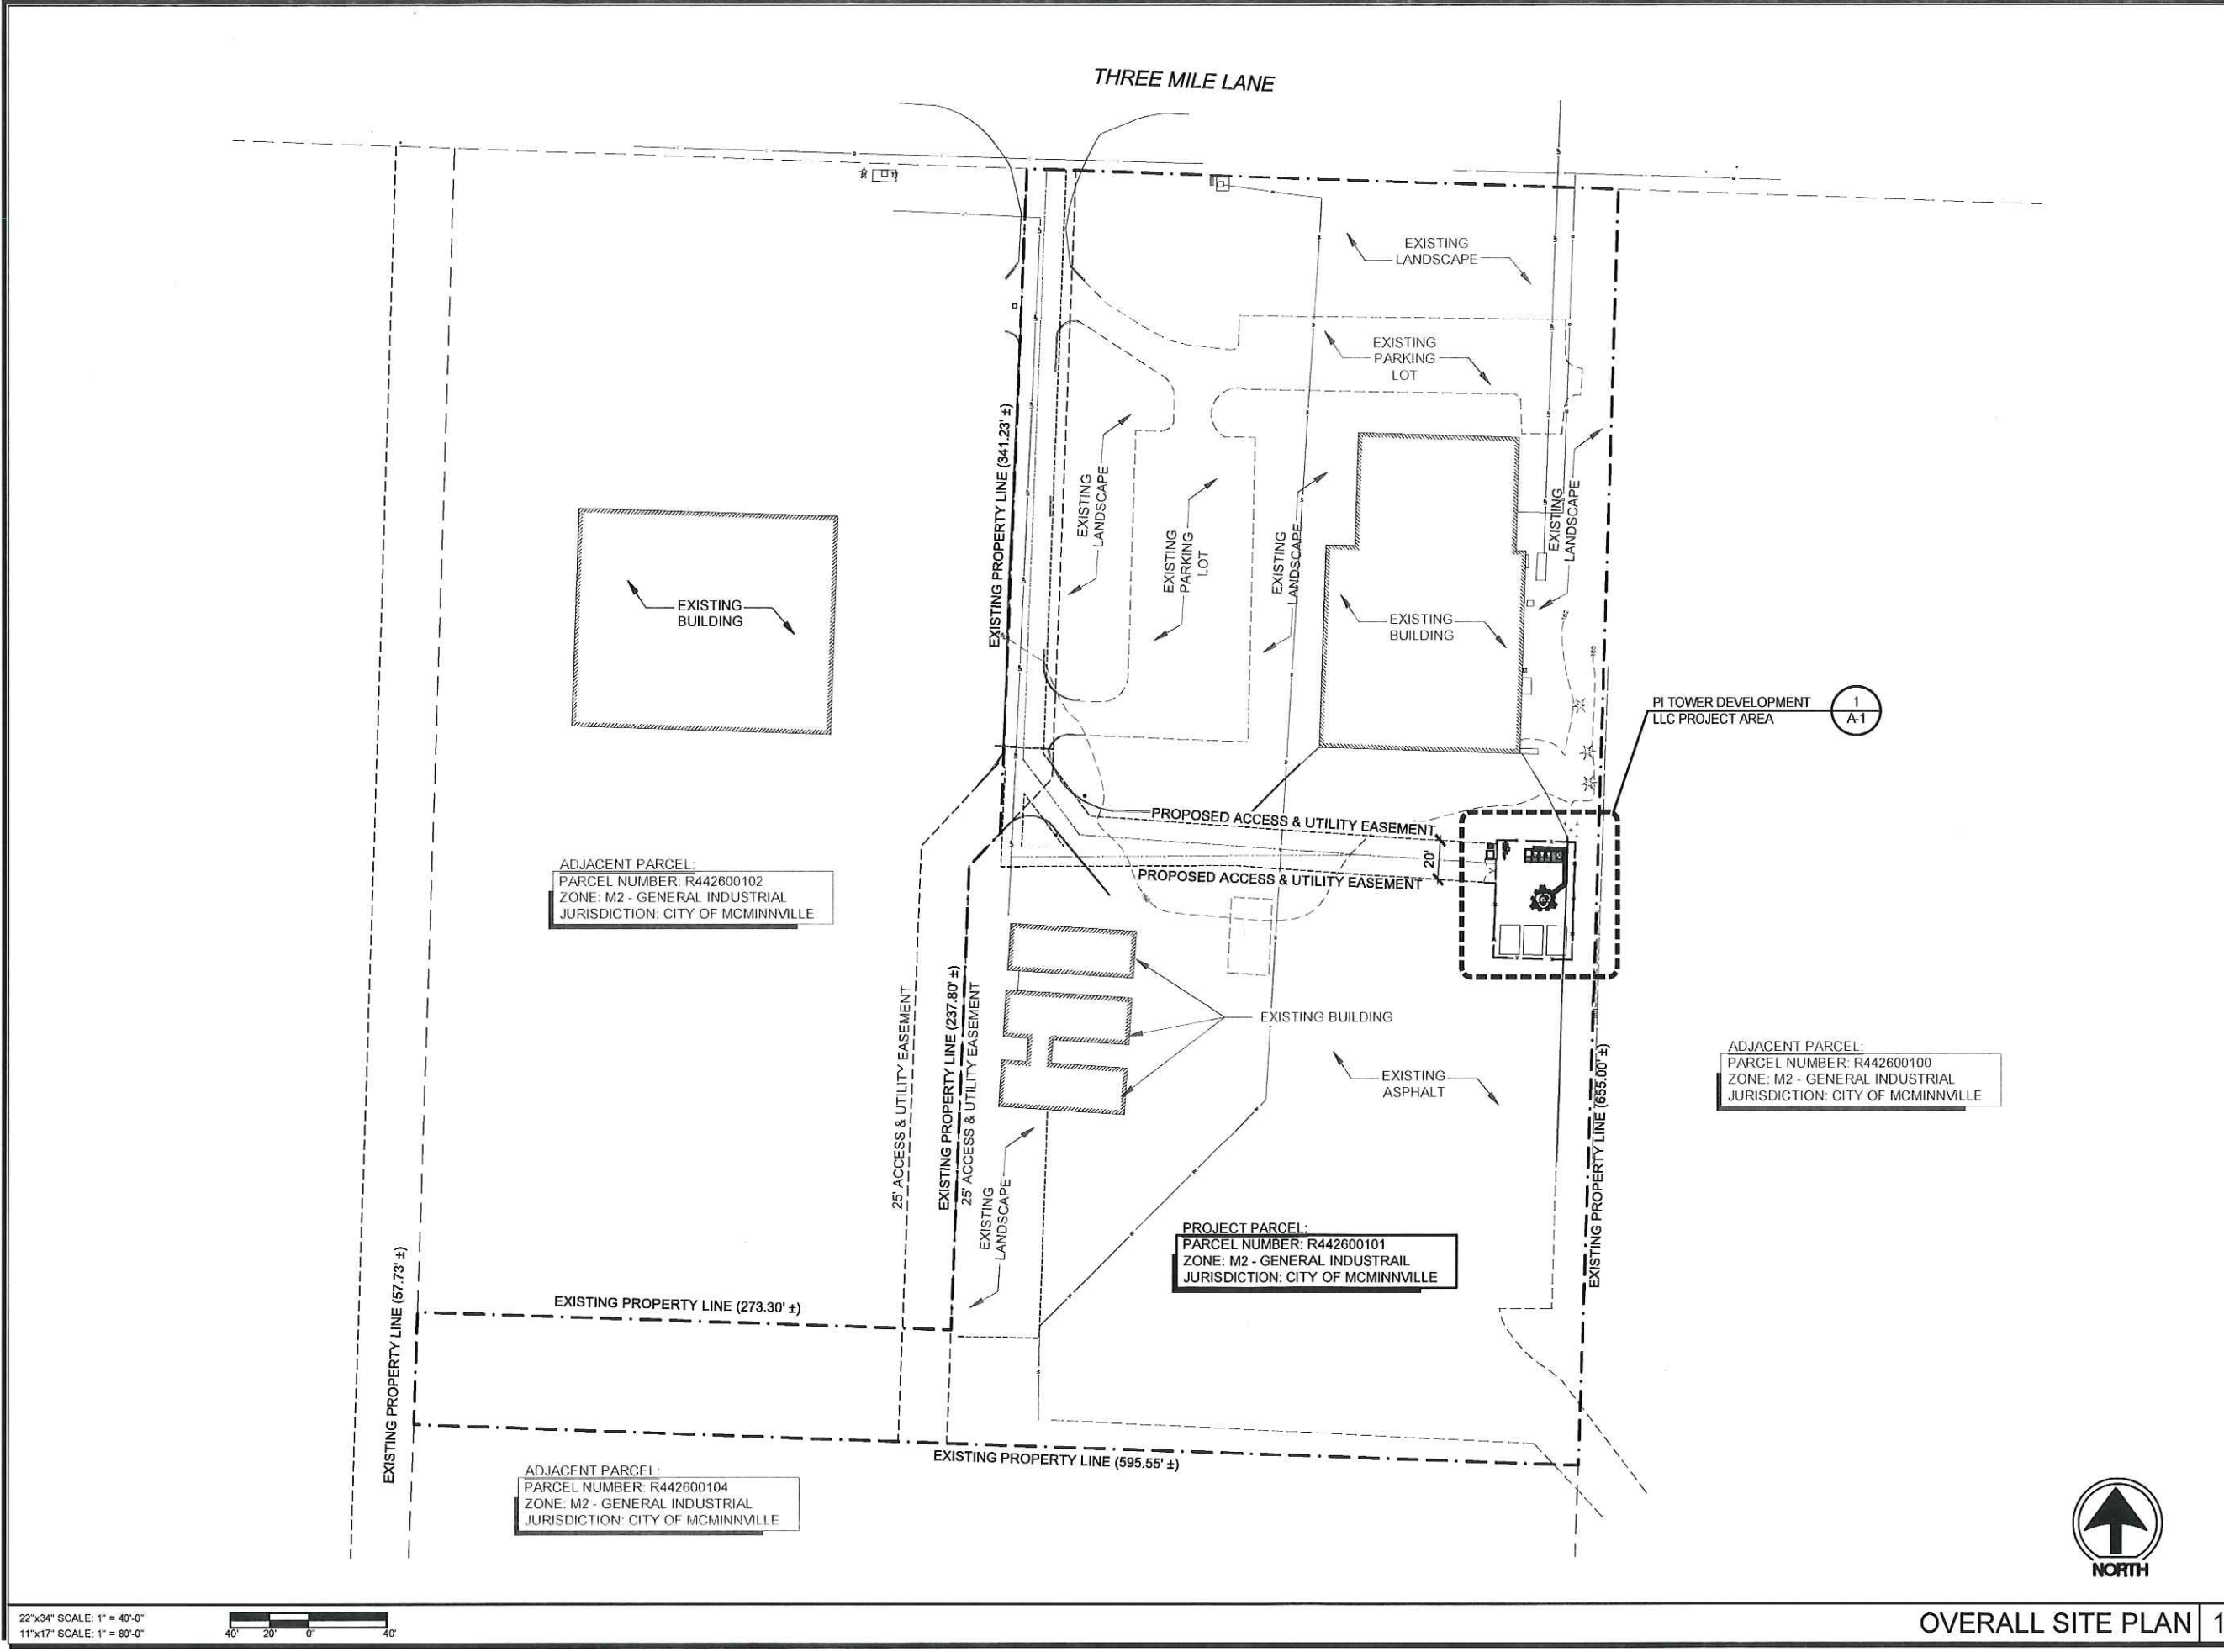 THREE MILE LANE
EXISTING
LANDSCAPE
EXISTING
PARKING
LOT
EXISTING PROPERTY LINE (341.23' ±)
EXISTING
LANDSCAPE
EXISTING
PARKING
LOT
EXISTING
LANDSCAPE
EXISTING
LANDSCAPE
EXISTING
BUILDING
EXISTING
BUILDING
PI TOWER DEVELOPMENT
LLC PROJECT AREA
1
A-1
PROPOSED ACCESS & UTILITY EASEMENT
20'
PROPOSED ACCESS & UTILITY EASEMENT
ADJACENT PARCEL:
PARCEL NUMBER: R442600102
ZONE: M2 - GENERAL INDUSTRIAL
JURISDICTION: CITY OF MCMINNVILLE
25' ACCESS & UTILITY EASEMENT
EXISTING PROPERTY LINE (237.80' ±)
25' ACCESS & UTILITY EASEMENT
EXISTING BUILDING
EXISTING
ASPHALT
EXISTING PROPERTY LINE (655.00' ±)
ADJACENT PARCEL:
PARCEL NUMBER: R442600100
ZONE: M2 - GENERAL INDUSTRIAL
JURISDICTION: CITY OF MCMINNVILLE
EXISTING
LANDSCAPE
PROJECT PARCEL:
PARCEL NUMBER: R442600101
ZONE: M2 - GENERAL INDUSTRAIL
JURISDICTION: CITY OF MCMINNVILLE
EXISTING PROPERTY LINE (57.73' ±)
EXISTING PROPERTY LINE (273.30' ±)
EXISTING PROPERTY LINE (595.55' ±)
ADJACENT PARCEL:
PARCEL NUMBER: R442600104
ZONE: M2 - GENERAL INDUSTRIAL
JURISDICTION: CITY OF MCMINNVILLE
NORTH
22"x34" SCALE: 1" = 40'-0"
11"x17" SCALE: 1" = 80'-0"
40' 20' 0" 40'
OVERALL SITE PLAN 1